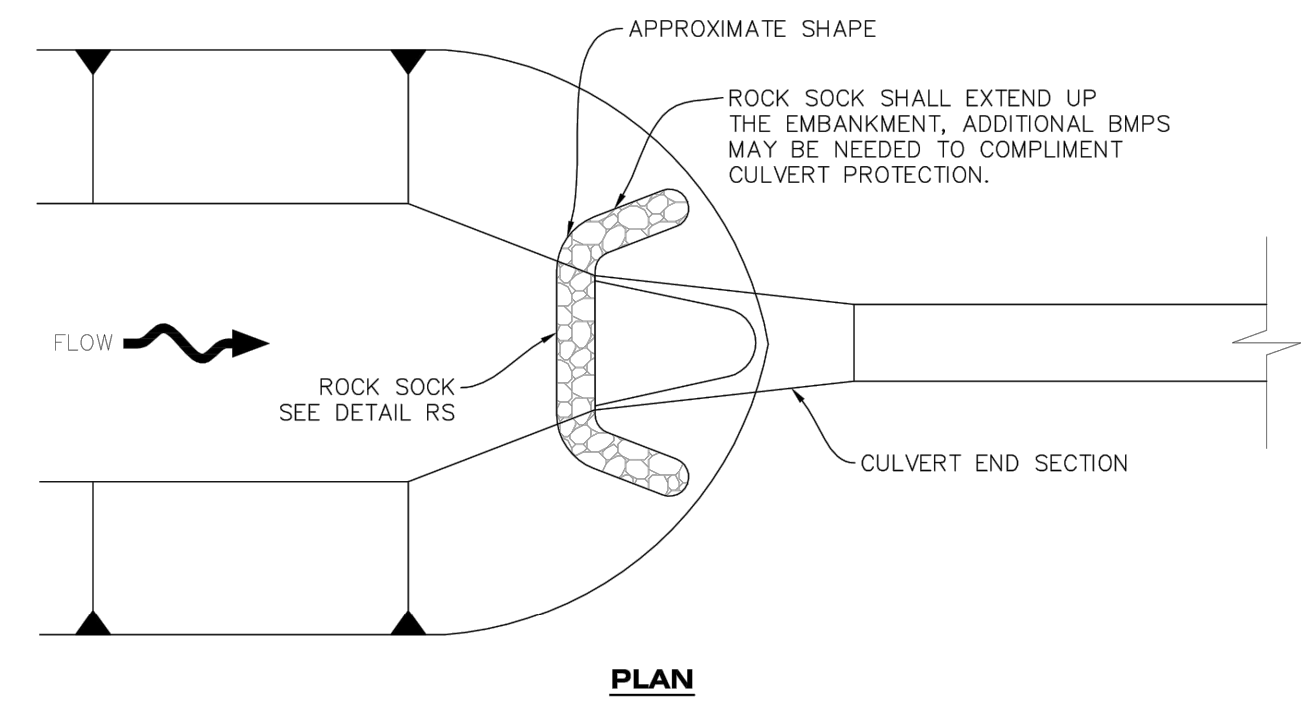 APPROXIMATE SHAPE
ROCK SOCK SHALL EXTEND UP
THE EMBANKMENT, ADDITIONAL BMPS
MAY BE NEEDED TO COMPLIMENT
CULVERT PROTECTION.
FLOW
ROCK SOCK
SEE DETAIL RS
CULVERT END SECTION
PLAN